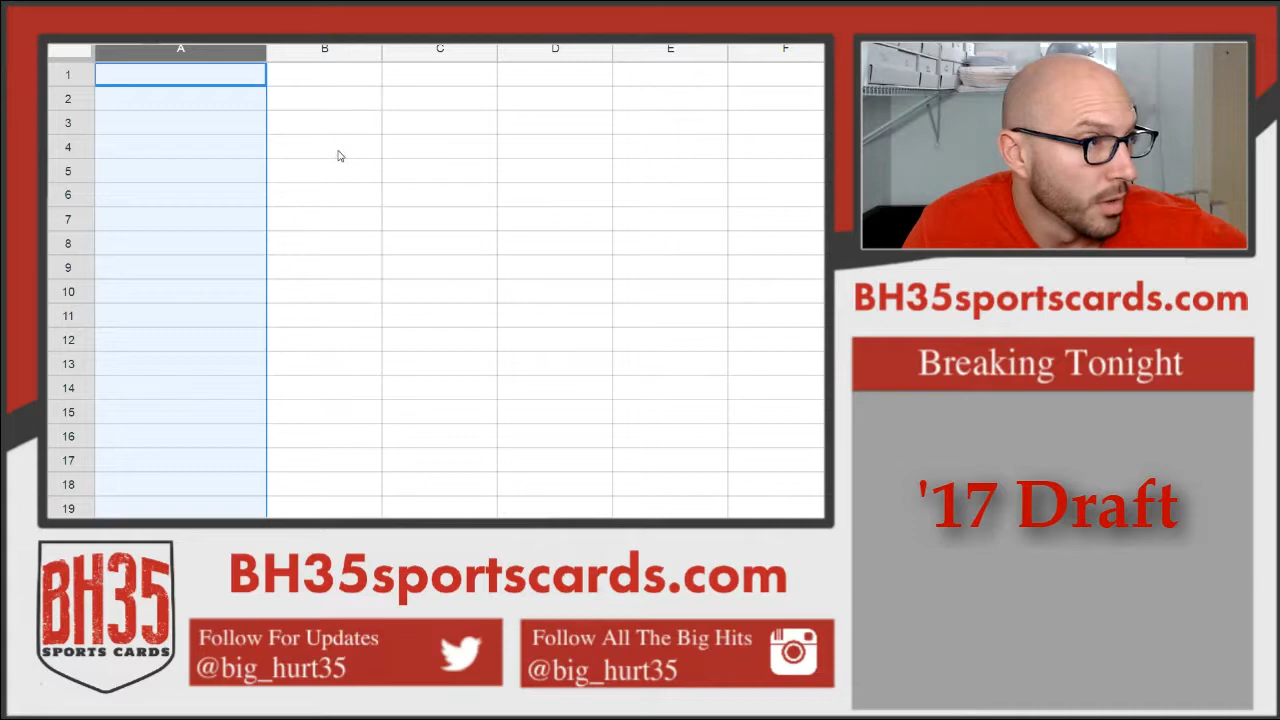 A B C D E F
1
2
3
4
5
6
7
8
9
10
11
12
13
14
15
16
17
18
19
BH35sportscards.com
Breaking Tonight
'17 Draft
BH35
SPORTS CARDS
BH35sportscards.com
Follow For Updates
@big_hurt35
Follow All The Big Hits
@big_hurt35